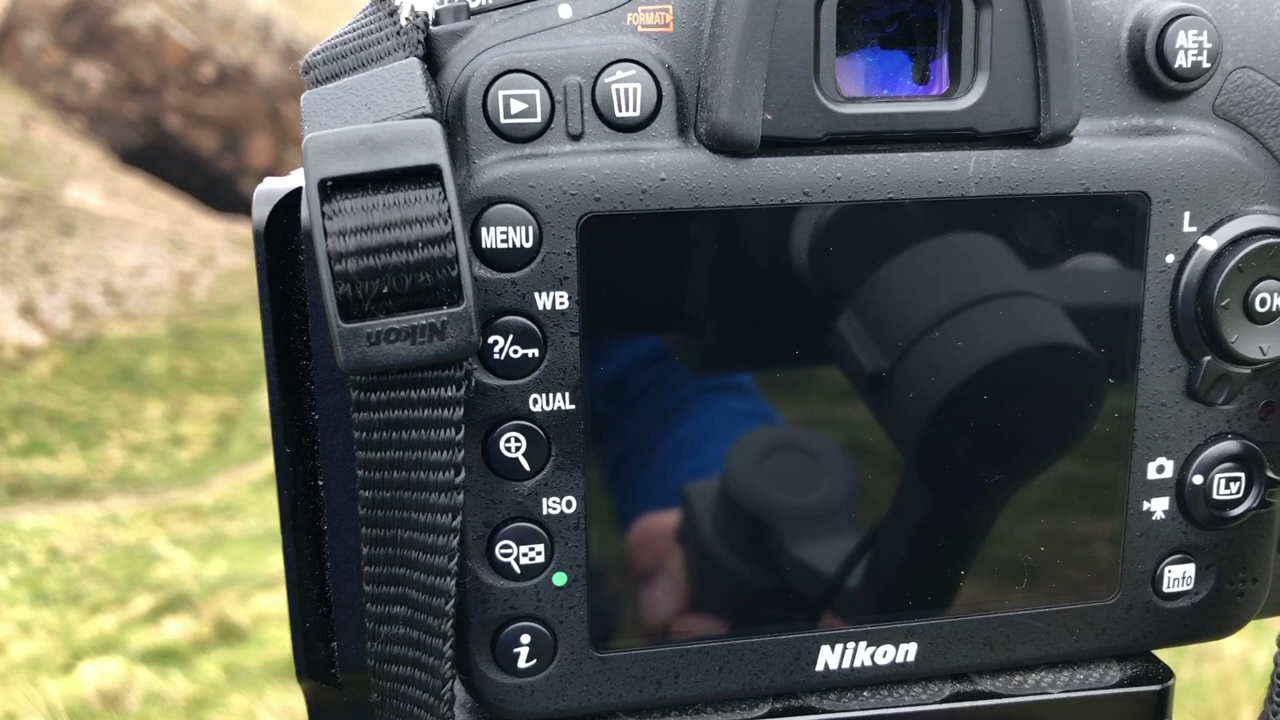 FORMAT
AE-L
AF-L
MENU
L
WB
OK
?
Nikon
QUAL
ISO
Lv
info
i
Nikon